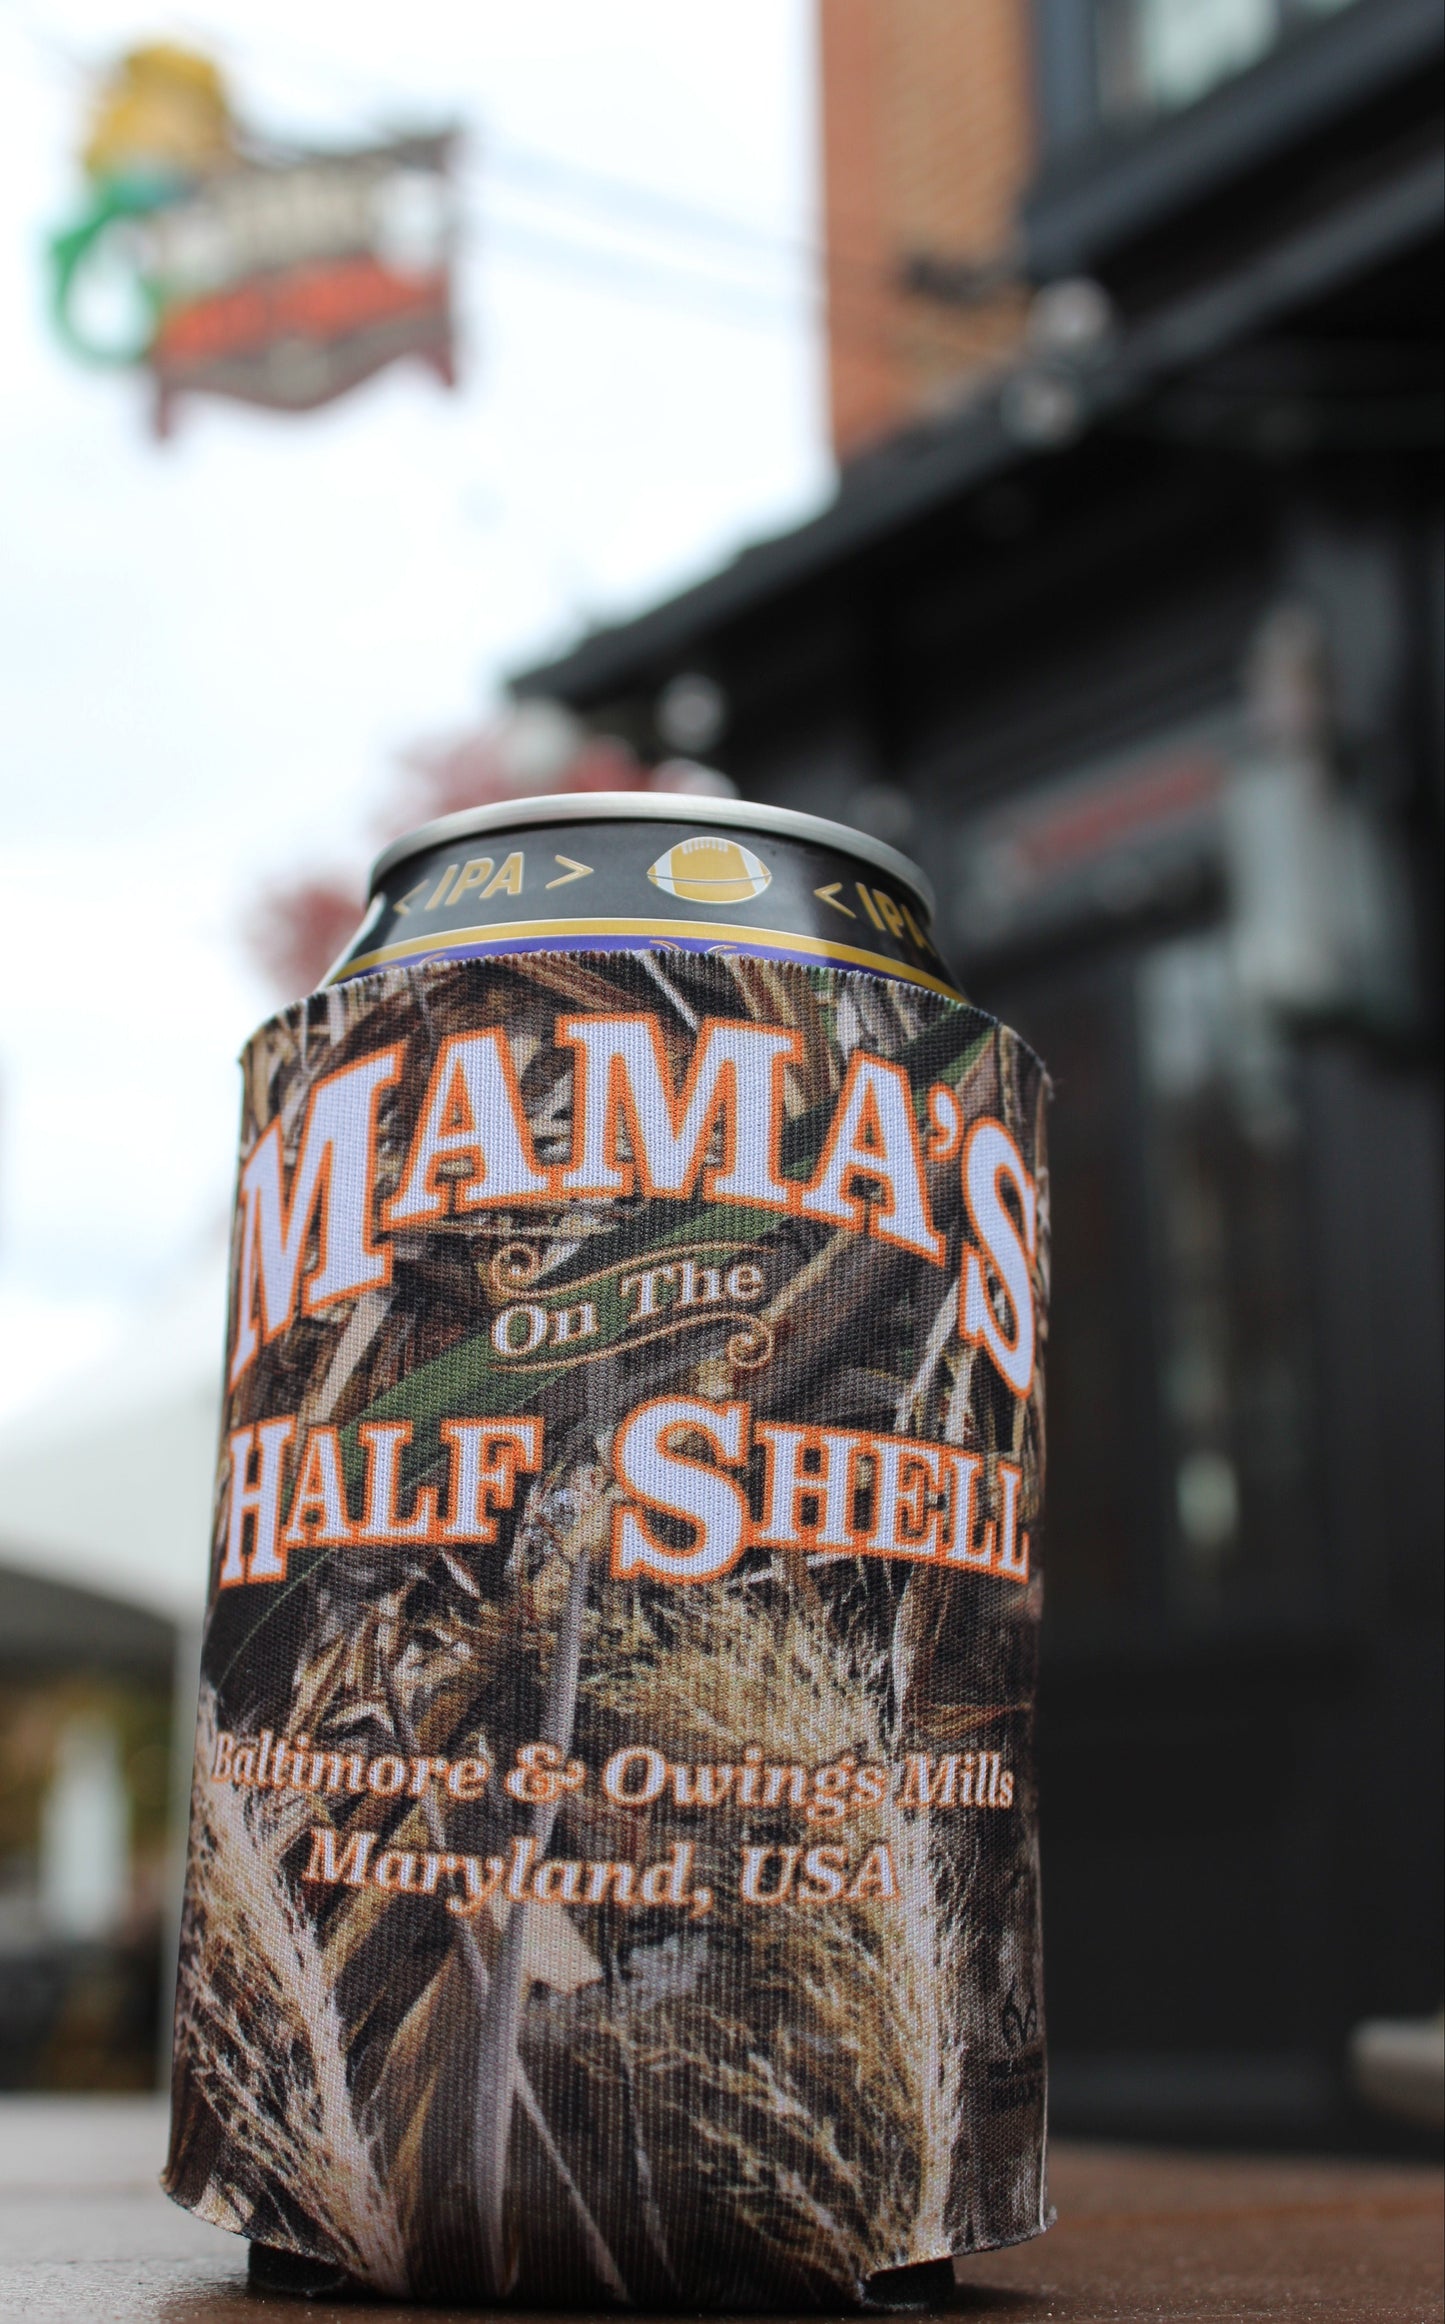 < IPA > < IPA
MAMA'S
On The
HALF SHELL
Baltimore & Owings Mills
Maryland, USA